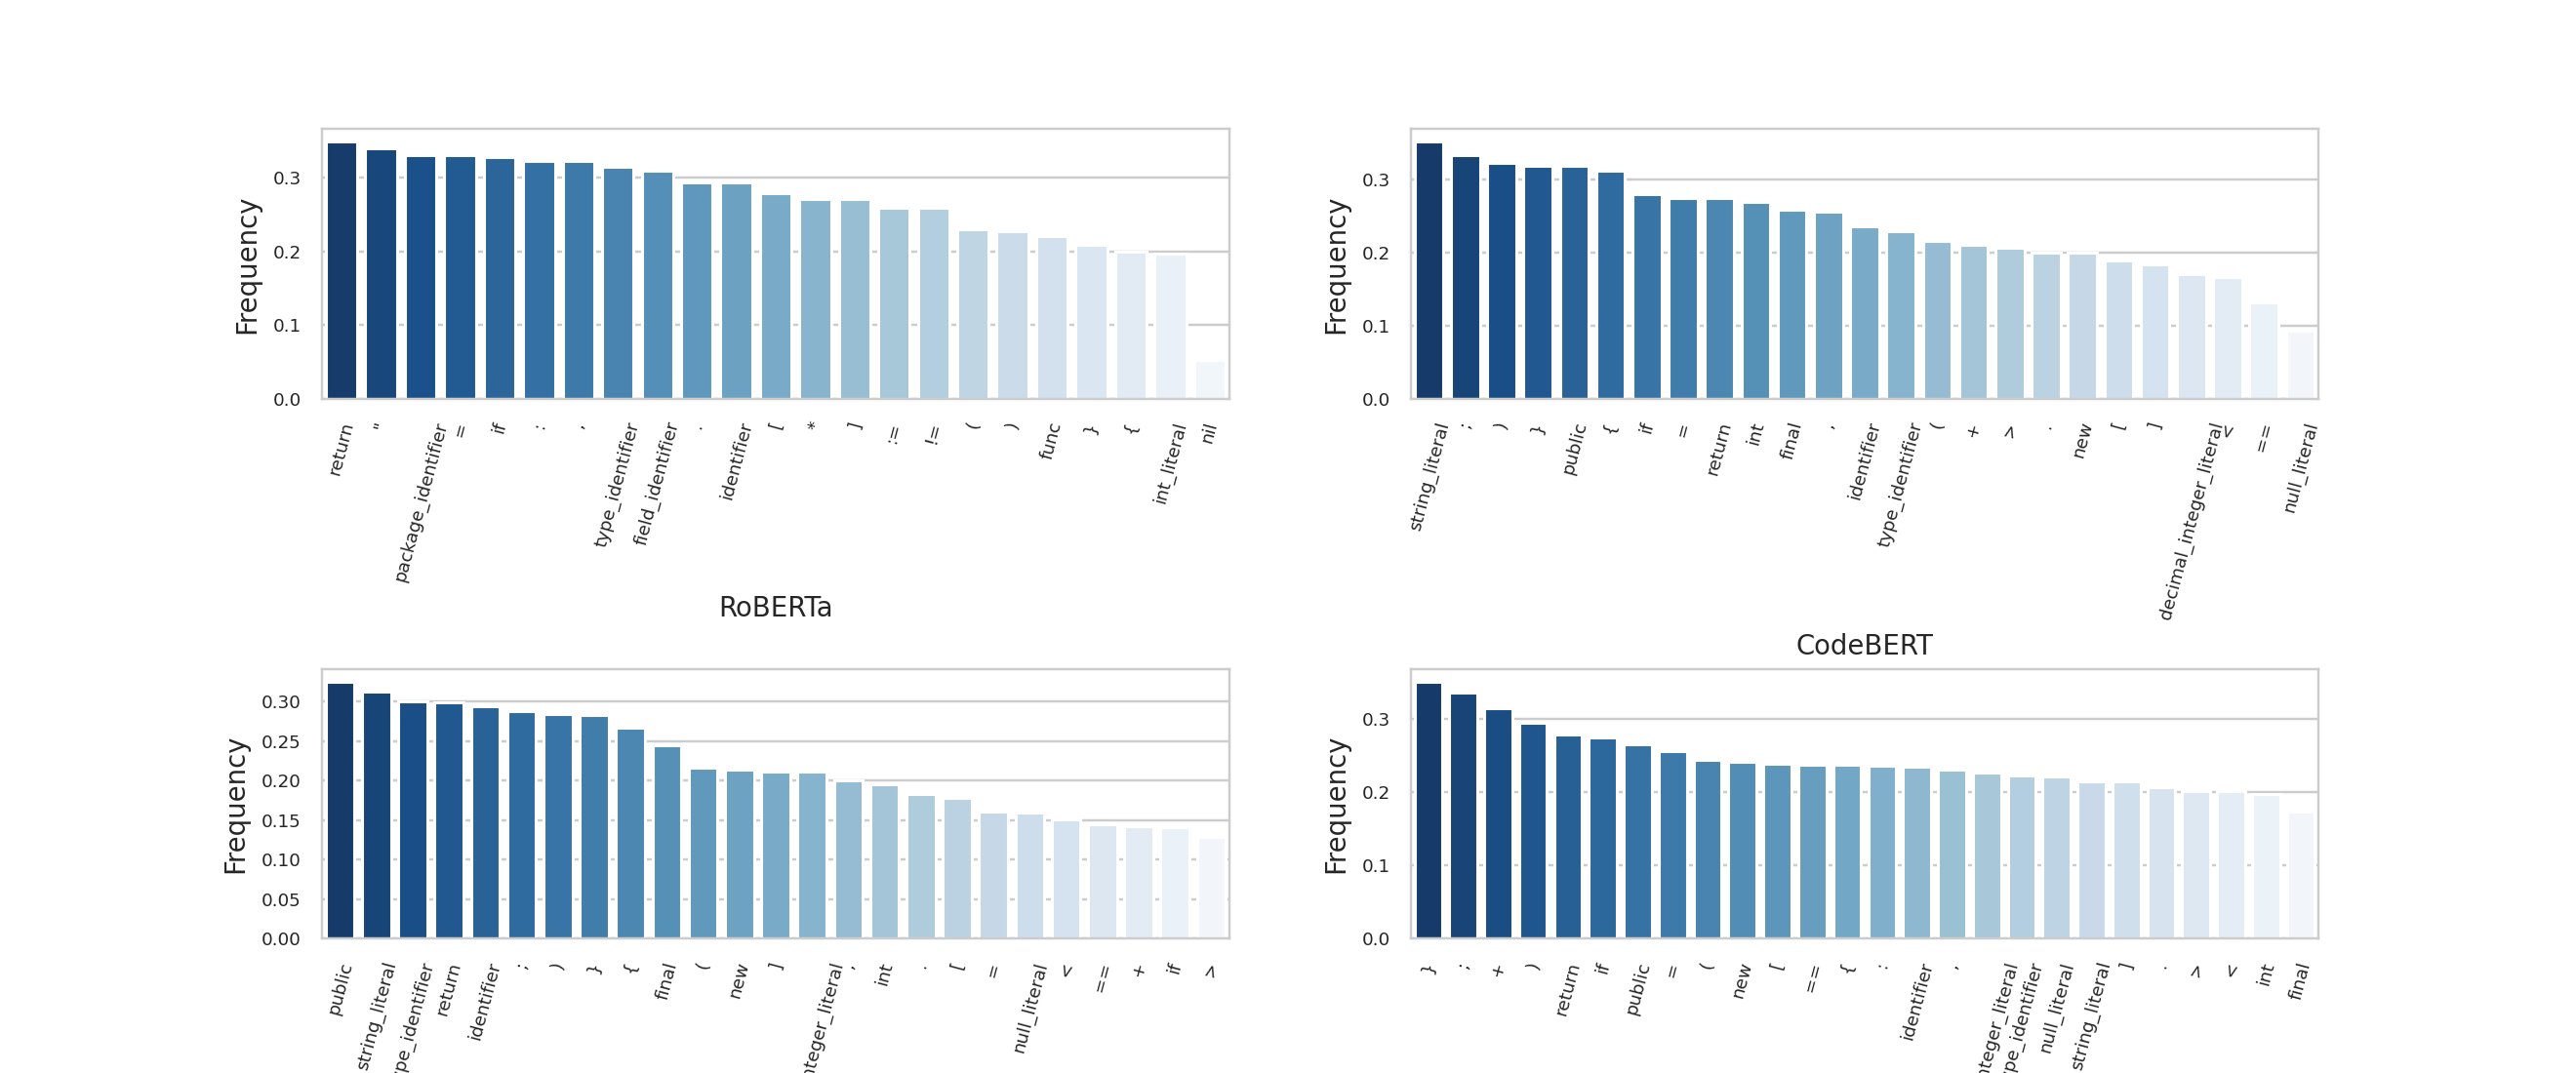 Frequency
0.3
0.2
0.1
0.0
return " package_identifier = if : , type_identifier field_identifier . identifier [ * ] := != ( ) func } { int_literal nil
Frequency
0.3
0.2
0.1
0.0
string_literal ; ) } public { if = return int final , identifier type_identifier ( + > . new [ ] decimal_integer_literal < == null_literal
RoBERTa
Frequency
0.30
0.25
0.20
0.15
0.10
0.05
0.00
public string_literal return identifier ; ) } { final ( new ] , int . [ = null_literal < == + if >
CodeBERT
Frequency
0.3
0.2
0.1
0.0
} ; + ) return if public = ( new [ == { : identifier , null_literal string_literal ] . > < int final